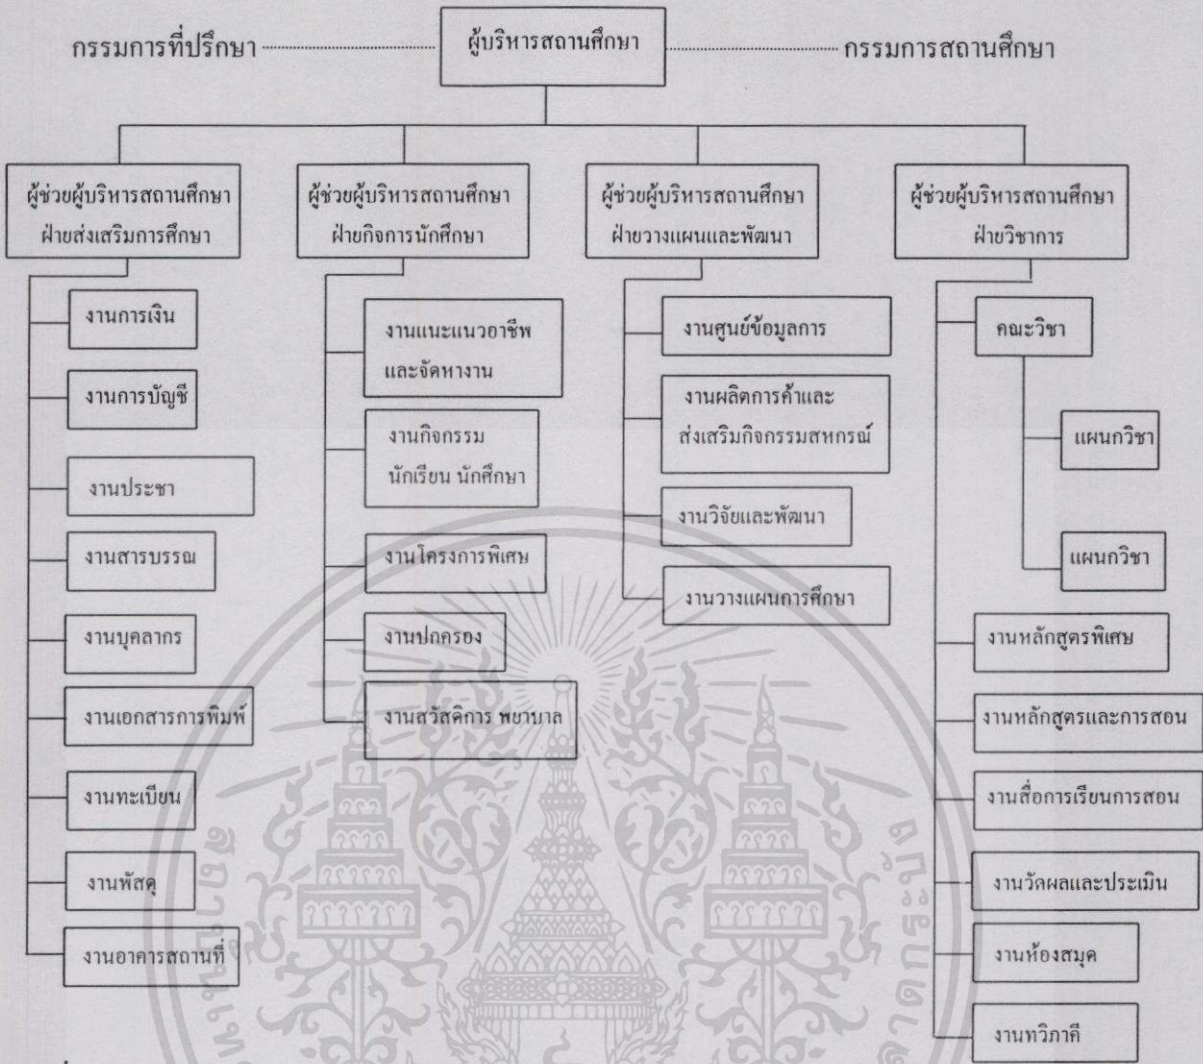 กรรมการที่ปรึกษา
ผู้บริหารสถานศึกษา
กรรมการสถานศึกษา
ผู้ช่วยผู้บริหารสถานศึกษา
ฝ่ายส่งเสริมการศึกษา
งานการเงิน
งานการบัญชี
งานประชา
งานสารบรรณ
งานบุคลากร
งานเอกสารการพิมพ์
งานทะเบียน
งานพัสดุ
งานอาคารสถานที่
ผู้ช่วยผู้บริหารสถานศึกษา
ฝ่ายกิจการนักศึกษา
งานแนะแนวอาชีพ
และจัดหางาน
งานกิจกรรม
นักเรียน นักศึกษา
งานโครงการพิเศษ
งานปกครอง
งานสวัสดิการ พยาบาล
ผู้ช่วยผู้บริหารสถานศึกษา
ฝ่ายวางแผนและพัฒนา
งานศูนย์ข้อมูลการ
งานผลิตการค้าและ
ส่งเสริมกิจกรรมสหกรณ์
งานวิจัยและพัฒนา
งานวางแผนการศึกษา
ผู้ช่วยผู้บริหารสถานศึกษา
ฝ่ายวิชาการ
คณะวิชา
แผนกวิชา
แผนกวิชา
งานหลักสูตรพิเศษ
งานหลักสูตรและการสอน
งานสื่อการเรียนการสอน
งานวัดผลและประเมิน
งานห้องสมุด
งานทวิภาคี